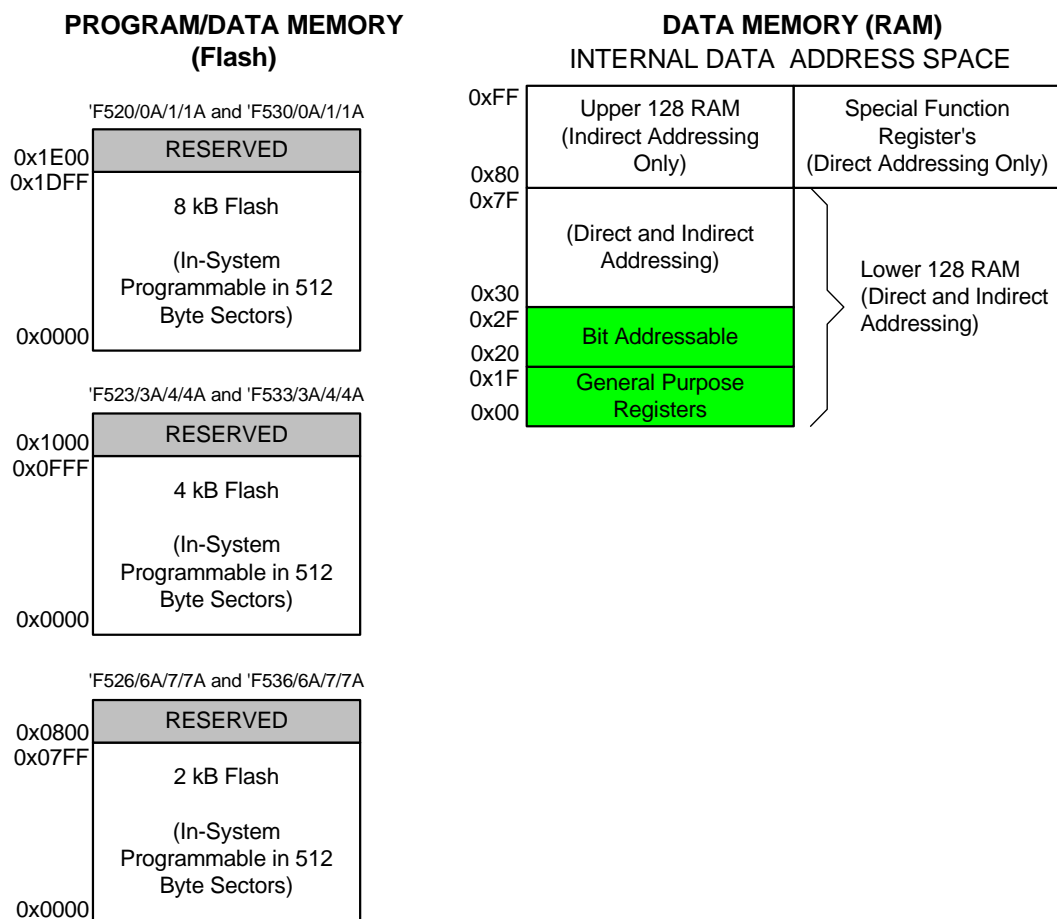 PROGRAM/DATA MEMORY
(Flash)
'F520/0A/1/1A and 'F530/0A/1/1A
RESERVED
0x1E00
0x1DFF
8 kB Flash
(In-System
Programmable in 512
Byte Sectors)
0x0000
'F523/3A/4/4A and 'F533/3A/4/4A
RESERVED
0x1000
0x0FFF
4 kB Flash
(In-System
Programmable in 512
Byte Sectors)
0x0000
'F526/6A/7/7A and 'F536/6A/7/7A
RESERVED
0x0800
0x07FF
2 kB Flash
(In-System
Programmable in 512
Byte Sectors)
0x0000
DATA MEMORY (RAM)
INTERNAL DATA ADDRESS SPACE
0xFF
Upper 128 RAM
(Indirect Addressing
Only)
Special Function
Register's
(Direct Addressing Only)
0x80
0x7F
(Direct and Indirect
Addressing)
Lower 128 RAM
(Direct and Indirect
Addressing)
0x30
0x2F
Bit Addressable
0x20
0x1F
General Purpose
Registers
0x00